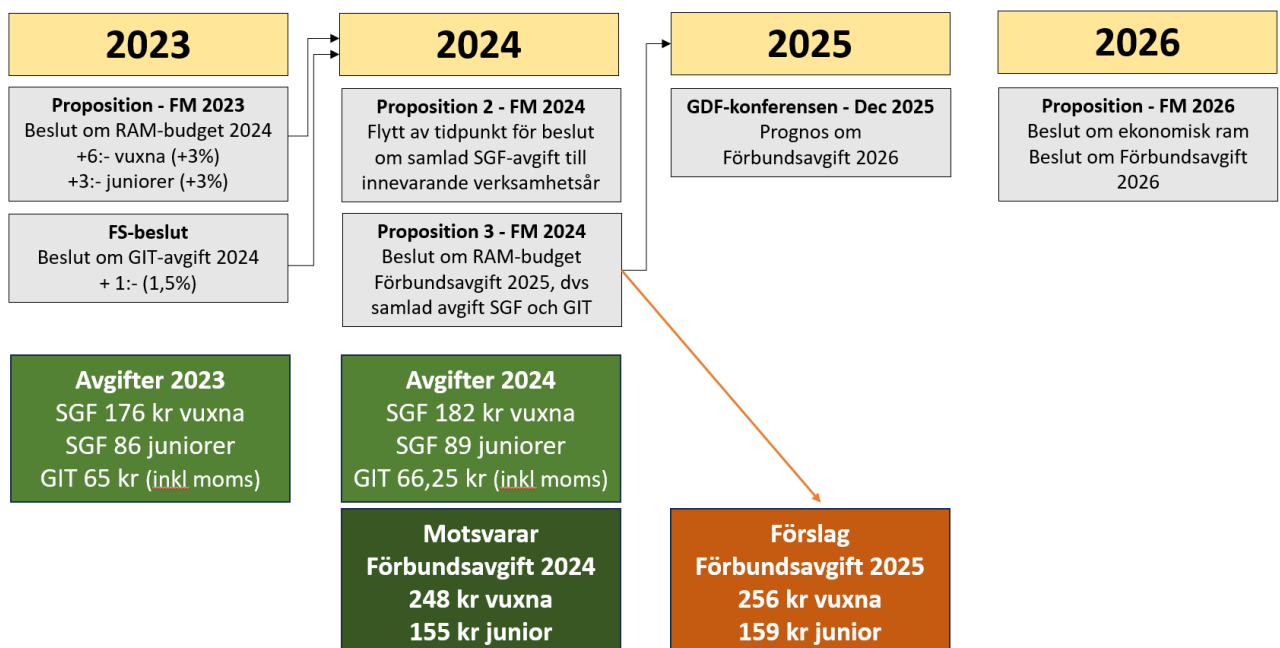 2023
Proposition - FM 2023
Beslut om RAM-budget 2024
+6:- vuxna (+3%)
+3:- juniorer (+3%)
FS-beslut
Beslut om GIT-avgift 2024
+ 1:- (1,5%)
Avgifter 2023
SGF 176 kr vuxna
SGF 86 juniorer
GIT 65 kr (inkl moms)
2024
Proposition 2 - FM 2024
Flytt av tidpunkt för beslut
om samlad SGF-avgift till
innevarande verksamhetsår
Proposition 3 - FM 2024
Beslut om RAM-budget
Förbundsavgift 2025, dvs
samlad avgift SGF och GIT
Avgifter 2024
SGF 182 kr vuxna
SGF 89 juniorer
GIT 66,25 kr (inkl moms)
Motsvarar
Förbundsavgift 2024
248 kr vuxna
155 kr junior
2025
GDF-konferensen - Dec 2025
Prognos om
Förbundsavgift 2026
Förslag
Förbundsavgift 2025
256 kr vuxna
159 kr junior
2026
Proposition - FM 2026
Beslut om ekonomisk ram
Beslut om Förbundsavgift
2026